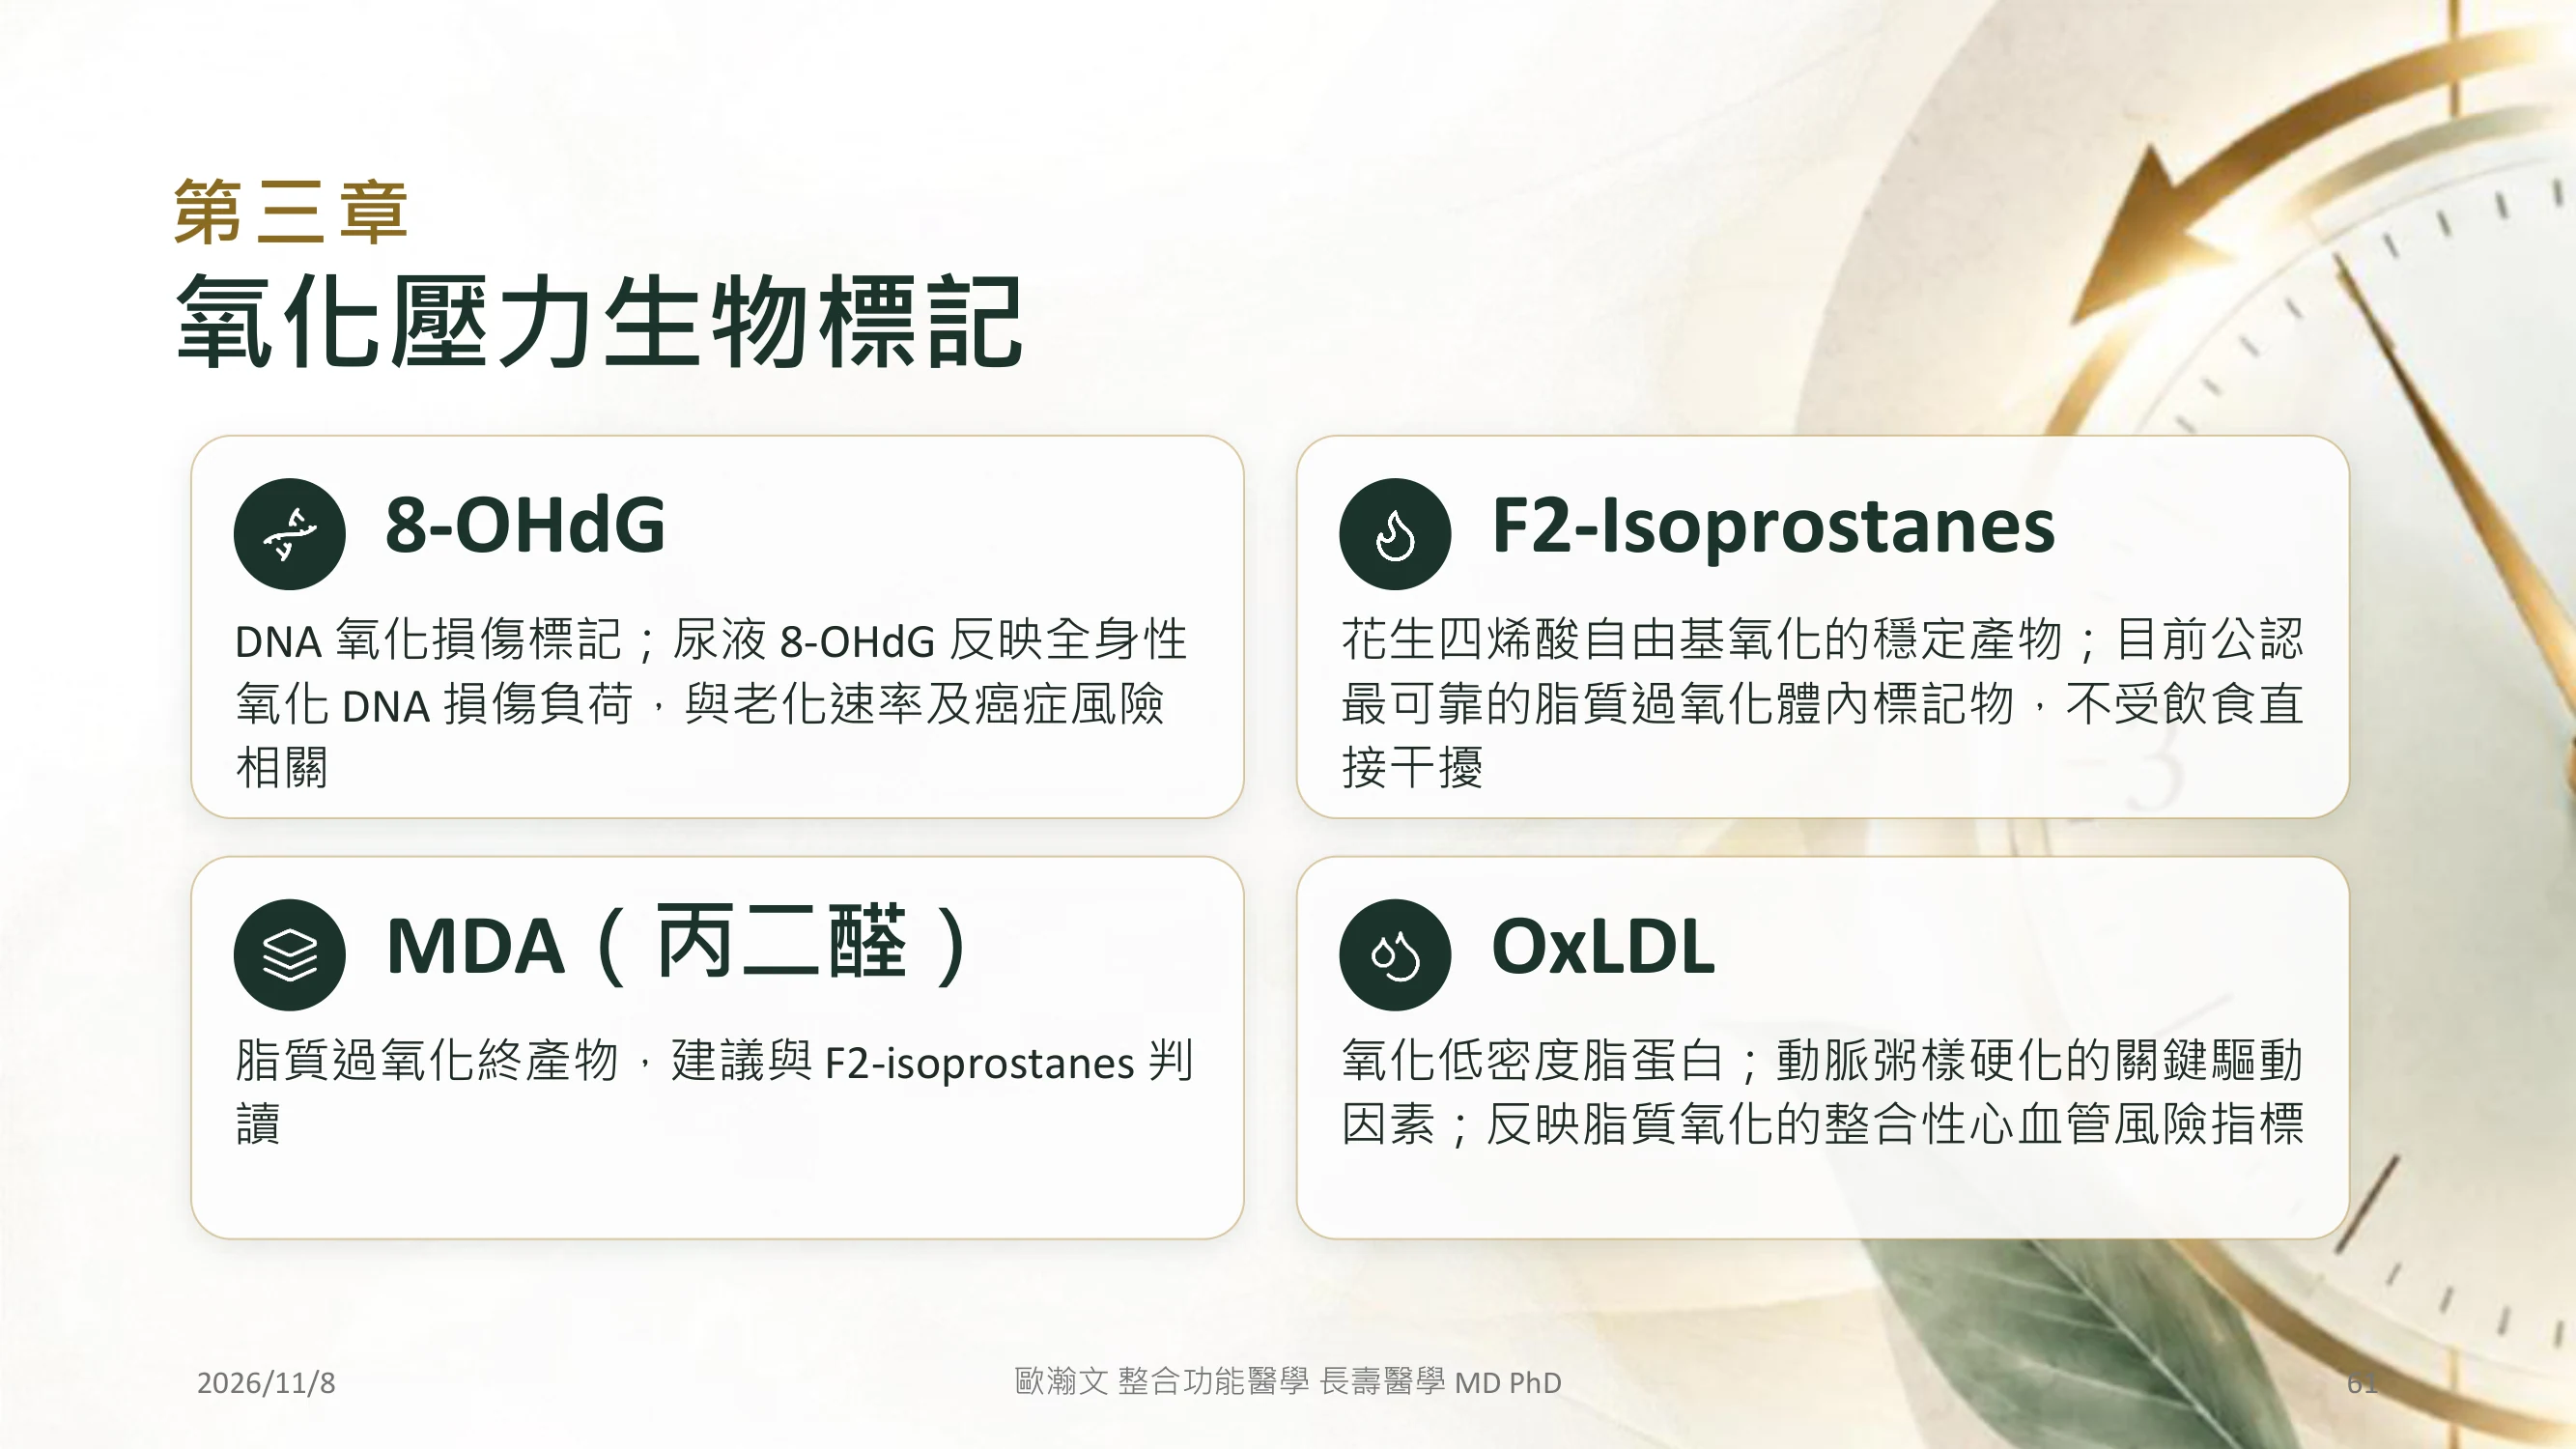 第三章
氧化壓力生物標記
8-OHdG
DNA 氧化損傷標記；尿液 8-OHdG 反映全身性
氧化 DNA 損傷負荷，與老化速率及癌症風險
相關
F2-Isoprostanes
花生四烯酸自由基氧化的穩定產物；目前公認
最可靠的脂質過氧化體內標記物，不受飲食直
接干擾
MDA（丙二醛）
脂質過氧化終產物，建議與 F2-isoprostanes 判
讀
OxLDL
氧化低密度脂蛋白；動脈粥樣硬化的關鍵驅動
因素；反映脂質氧化的整合性心血管風險指標
3
2026/11/8
歐瀚文 整合功能醫學 長壽醫學 MD PhD
61